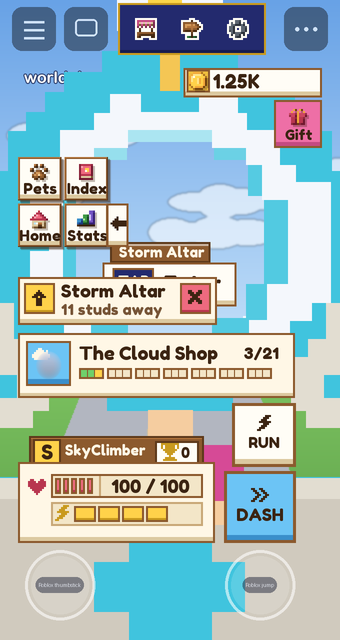 1.25K
Gift
Pets
Index
Home
Stats
Storm Altar
Storm Altar
11 studs away
The Cloud Shop
3/21
RUN
S
SkyClimber
0
100 / 100
DASH
Roblox thumbstick
Roblox jump